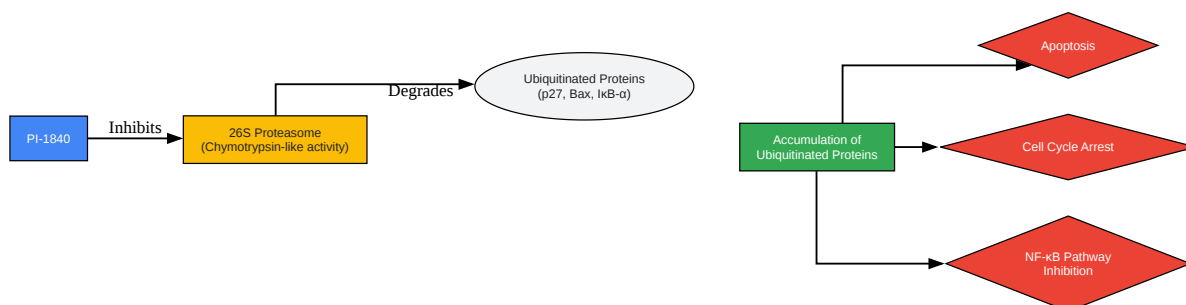 PI-1840
Inhibits
26S Proteasome
(Chymotrypsin-like activity)
Degrades
Ubiquitinated Proteins
(p27, Bax, IκB-α)
Accumulation of
Ubiquitinated Proteins
Apoptosis
Cell Cycle Arrest
NF-κB Pathway
Inhibition